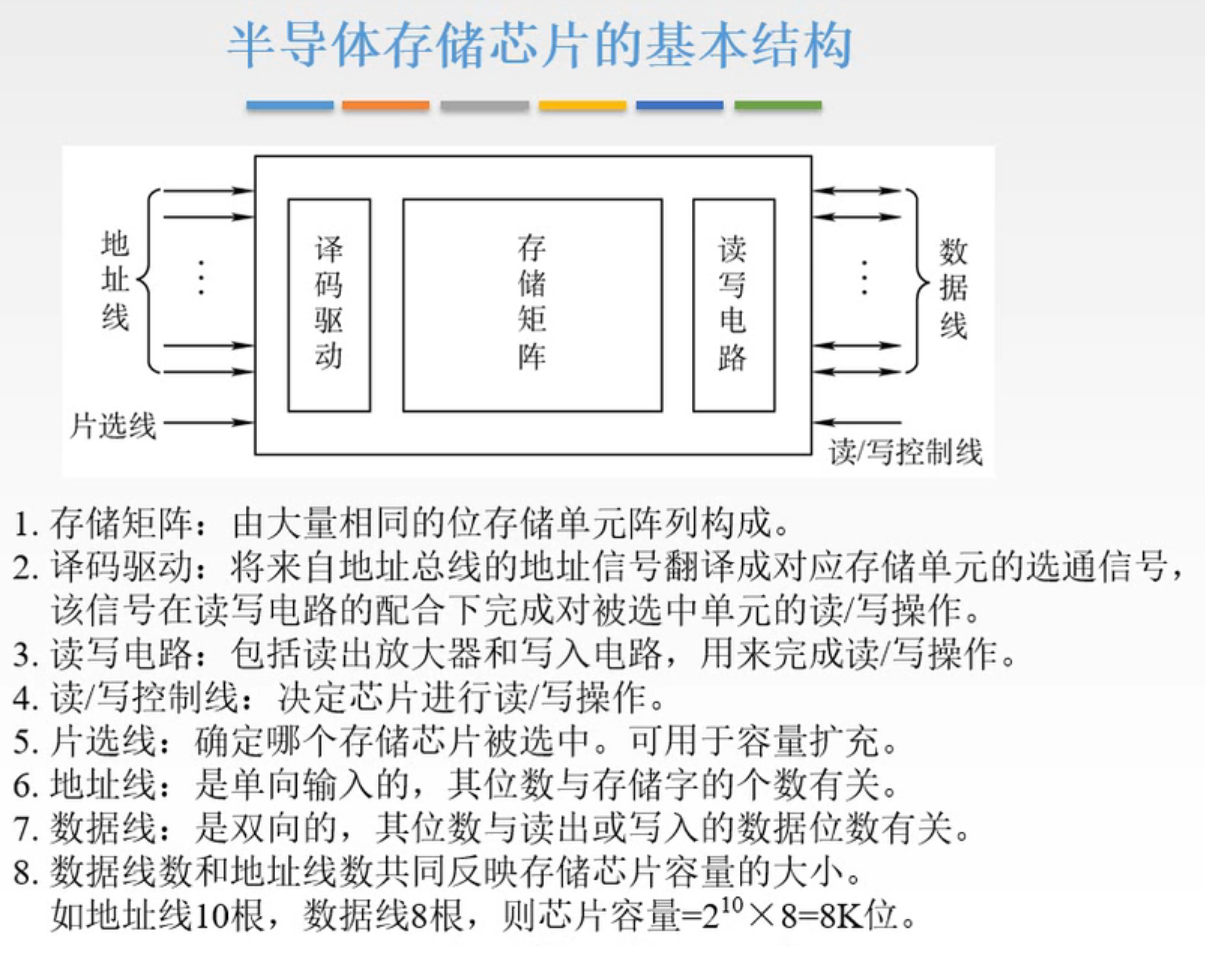 半导体存储芯片的基本结构
地址线
片选线
译码驱动
存储矩阵
读写电路
数据线
读/写控制线
1. 存储矩阵：由大量相同的位存储单元阵列构成。
2. 译码驱动：将来自地址总线的地址信号翻译成对应存储单元的选通信号，
该信号在读写电路的配合下完成对被选中单元的读/写操作。
3. 读写电路：包括读出放大器和写入电路，用来完成读/写操作。
4. 读/写控制线：决定芯片进行读/写操作。
5. 片选线：确定哪个存储芯片被选中。可用于容量扩充。
6. 地址线：是单向输入的，其位数与存储字的个数有关。
7. 数据线：是双向的，其位数与读出或写入的数据位数有关。
8. 数据线数和地址线数共同反映存储芯片容量的大小。
如地址线10根，数据线8根，则芯片容量=2¹⁰×8=8K位。